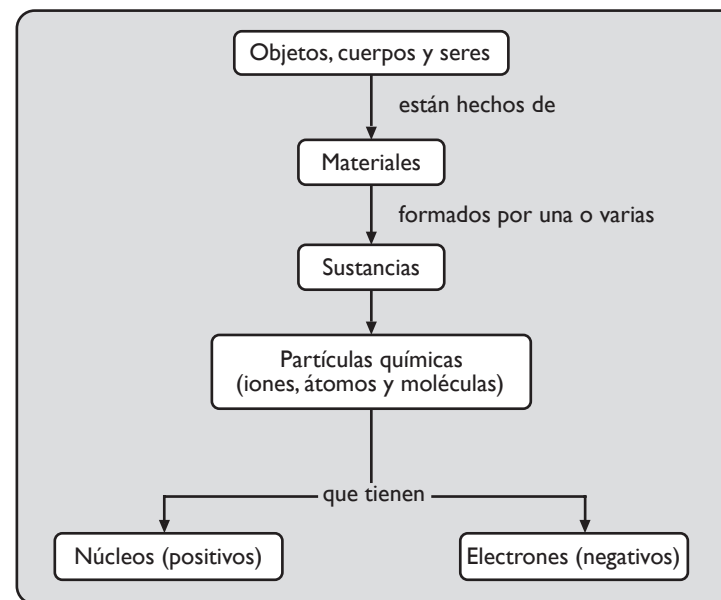 Objetos, cuerpos y seres
están hechos de
Materiales
formados por una o varias
Sustancias
Partículas químicas
(iones, átomos y moléculas)
que tienen
Núcleos (positivos)
Electrones (negativos)